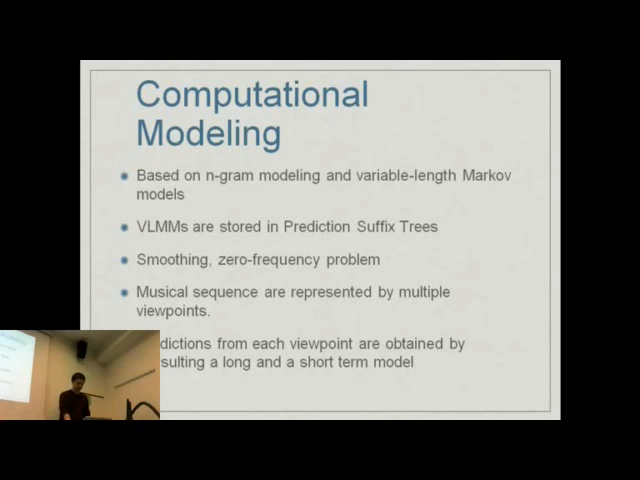 Computational
Modeling
Based on n-gram modeling and variable-length Markov
models
VLMMs are stored in Prediction Suffix Trees
Smoothing, zero-frequency problem
Musical sequence are represented by multiple
viewpoints.
dictions from each viewpoint are obtained by
sulting a long and a short term model